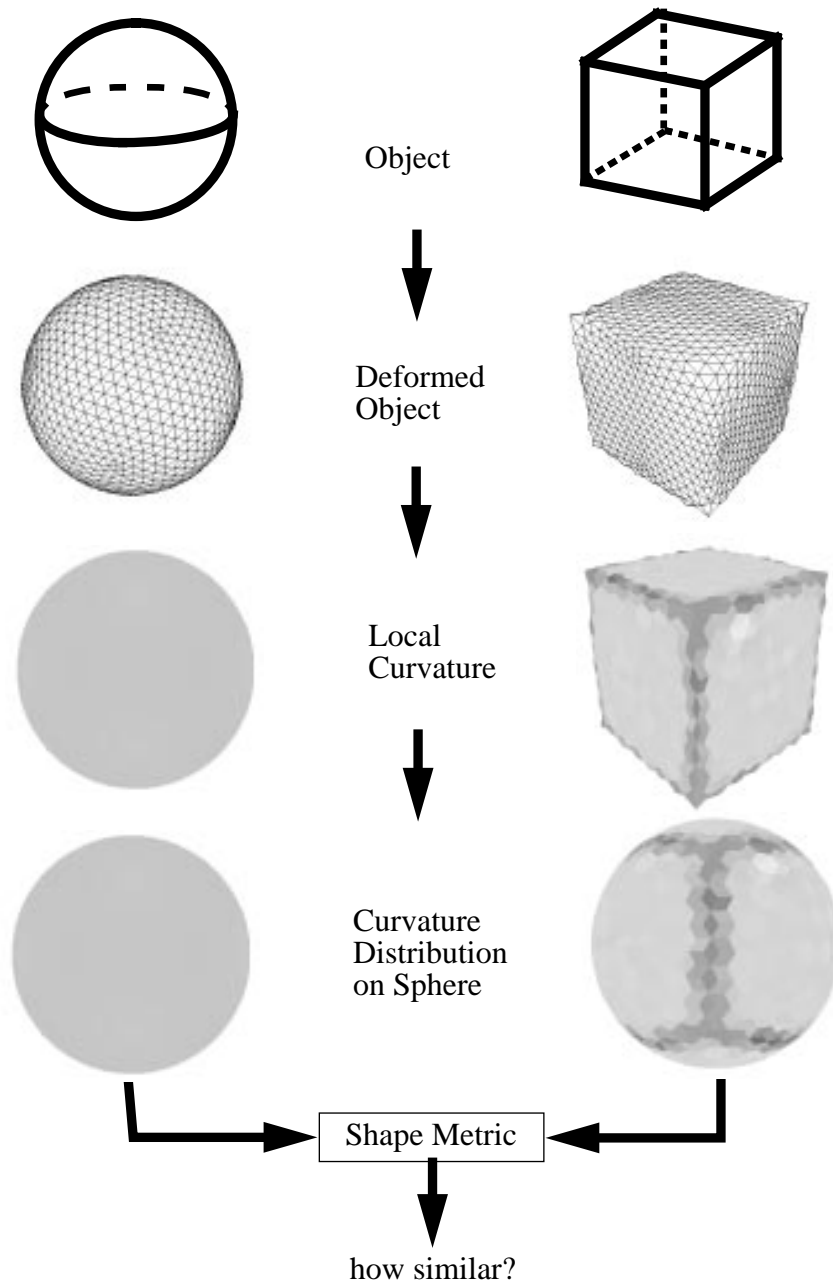 Object
Deformed
Object
Local
Curvature
Curvature
Distribution
on Sphere
Shape Metric
how similar?